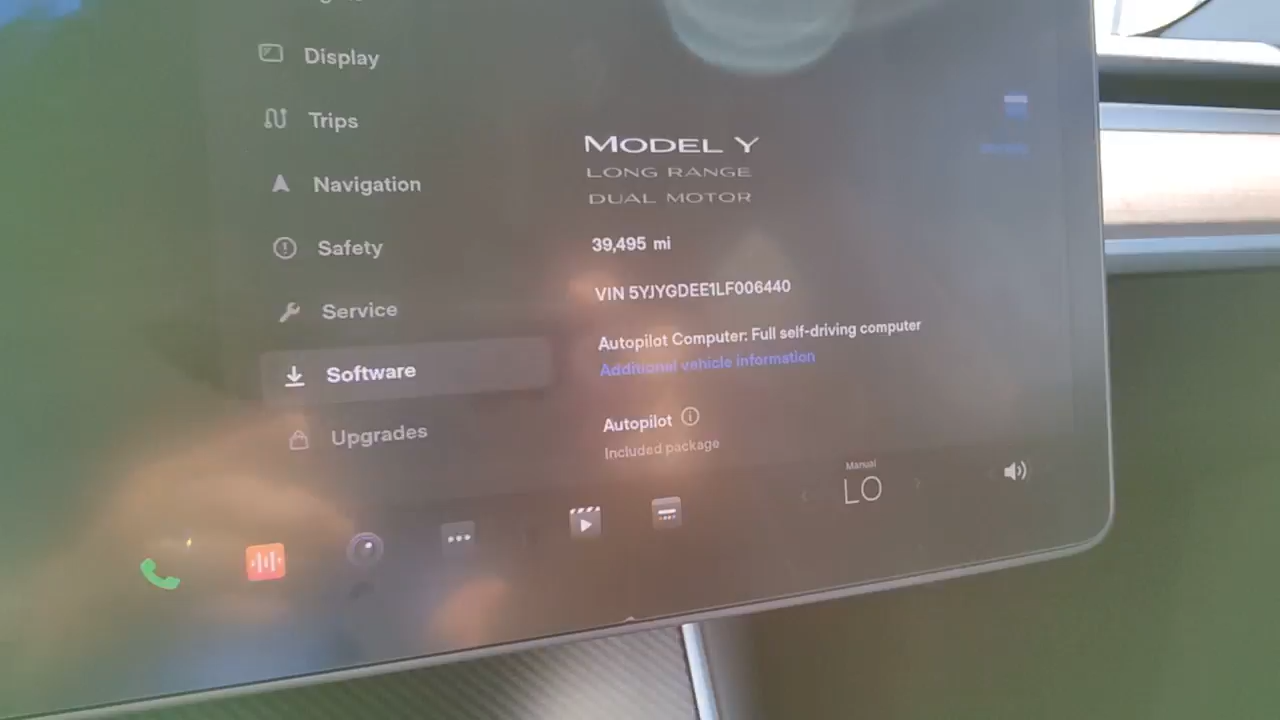 Display
Trips
Navigation
Safety
Service
Software
Upgrades
MODEL Y
LONG RANGE
DUAL MOTOR
39,495 mi
VIN 5YJYGDEE1LF006440
Autopilot Computer: Full self-driving computer
Additional vehicle information
Autopilot
Included package
Manual
LO